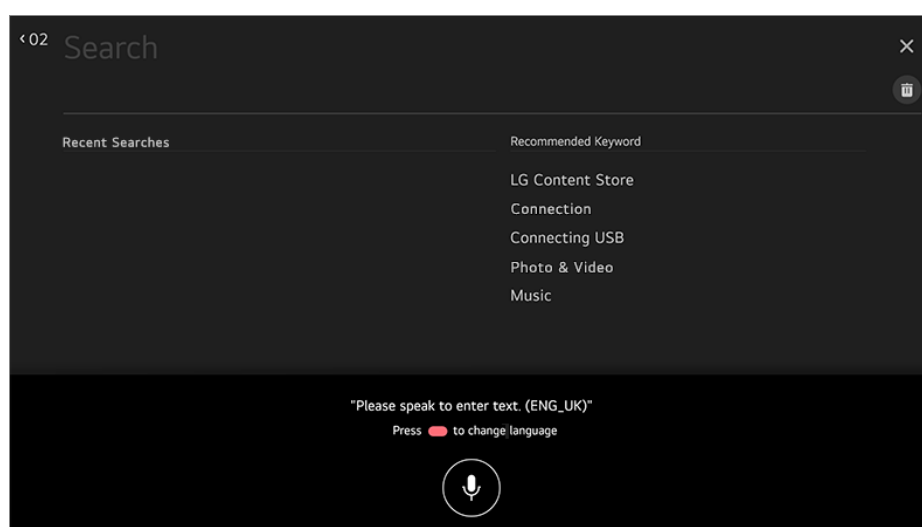 ‹ 02
Search
Recent Searches
Recommended Keyword
LG Content Store
Connection
Connecting USB
Photo & Video
Music
"Please speak to enter text. (ENG_UK)"
Press to change language